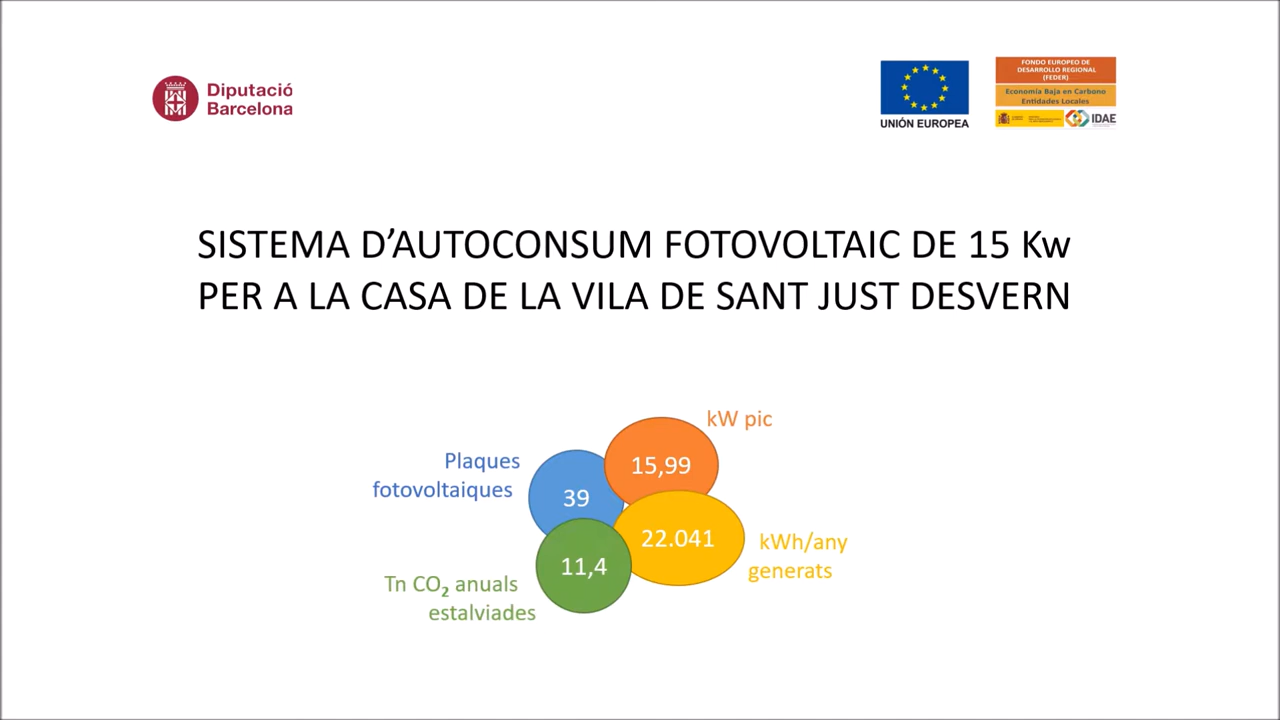 Diputació
Barcelona
UNIÓN EUROPEA
FONDO EUROPEO DE
DESARROLLO REGIONAL
(FEDER)
Economía Baja en Carbono
Entidades Locales
IDAE
SISTEMA D’AUTOCONSUM FOTOVOLTAIC DE 15 Kw
PER A LA CASA DE LA VILA DE SANT JUST DESVERN
kW pic
15,99
Plaques
fotovoltaiques
39
22.041
kWh/any
generats
11,4
Tn CO₂ anuals
estalviades